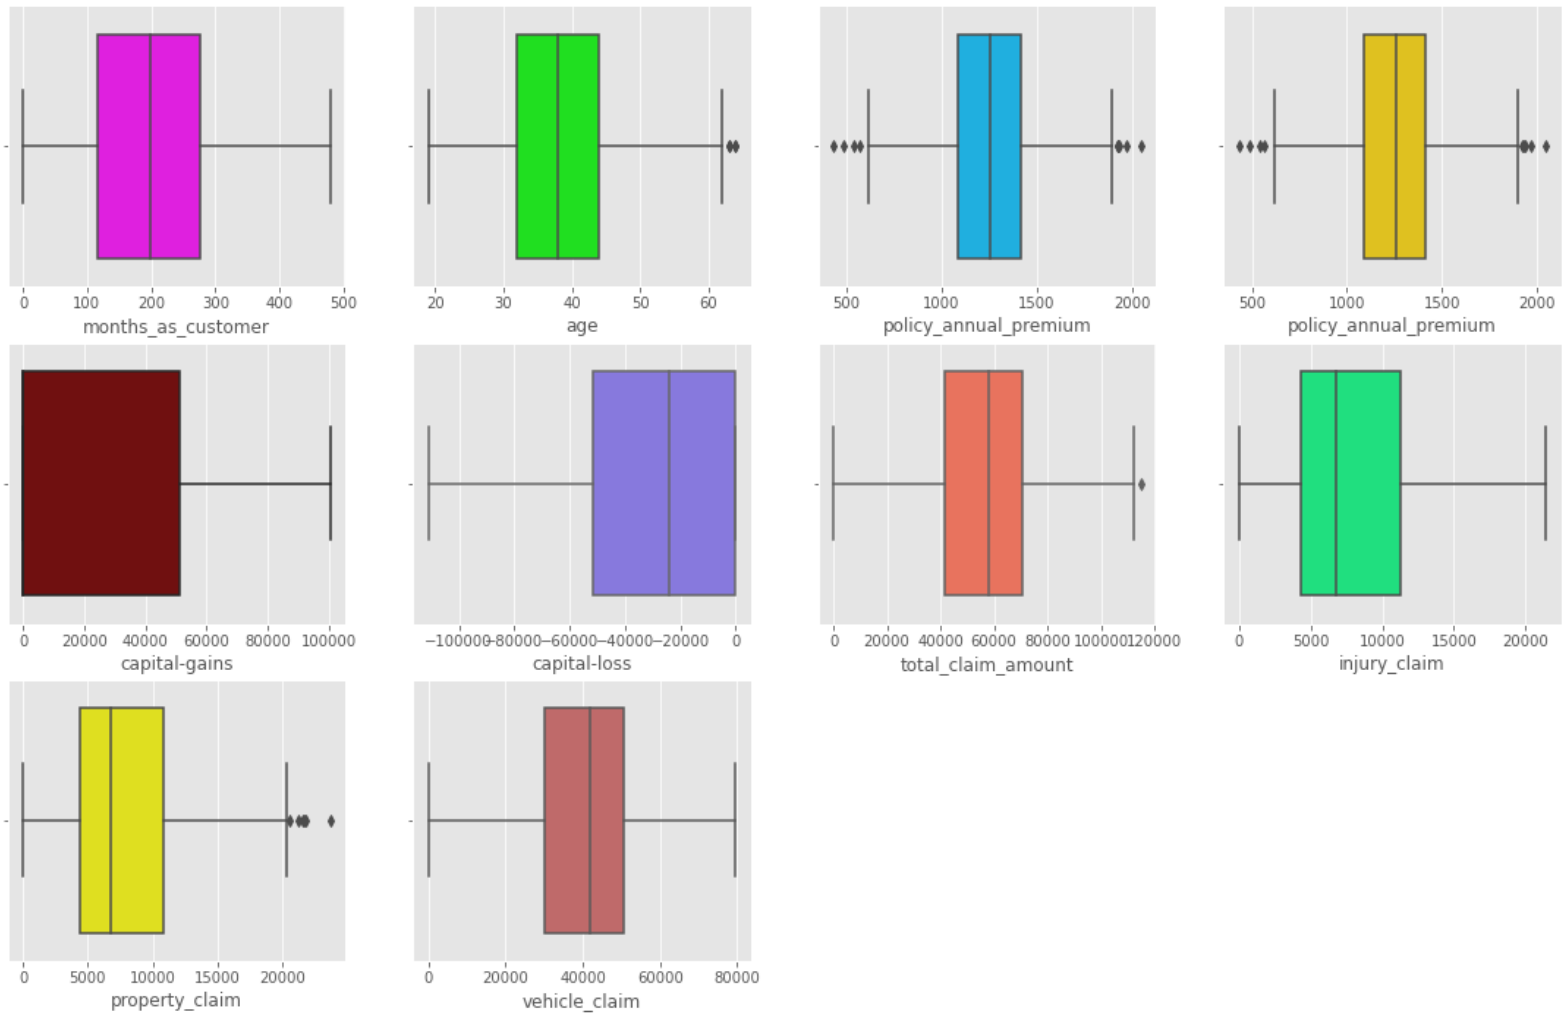 0 100 200 300 400 500
months_as_customer
20 30 40 50 60
age
500 1000 1500 2000
policy_annual_premium
500 1000 1500 2000
policy_annual_premium
0 20000 40000 60000 80000 100000
capital-gains
−100000 −80000 −60000 −40000 −20000 0
capital-loss
0 20000 40000 60000 80000 100000 120000
total_claim_amount
0 5000 10000 15000 20000
injury_claim
0 5000 10000 15000 20000
property_claim
0 20000 40000 60000 80000
vehicle_claim